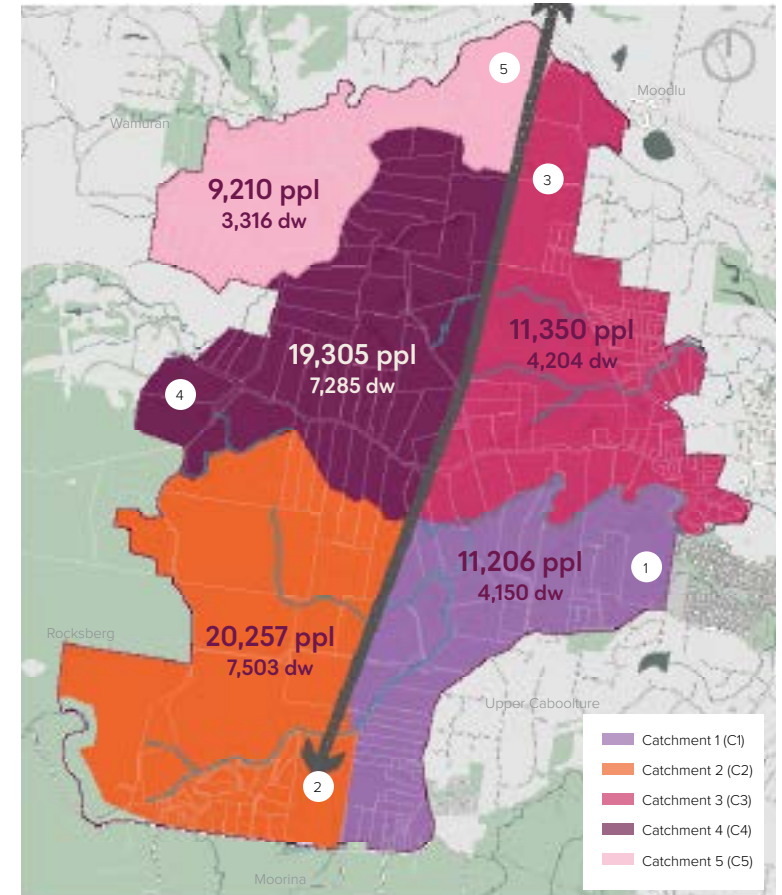 5
Moodlu
Wamuran
3
9,210 ppl
3,316 dw
11,350 ppl
4,204 dw
19,305 ppl
7,285 dw
4
11,206 ppl
4,150 dw
1
Rocksberg
20,257 ppl
7,503 dw
Upper Caboolture
2
Moorina
Catchment 1 (C1)
Catchment 2 (C2)
Catchment 3 (C3)
Catchment 4 (C4)
Catchment 5 (C5)